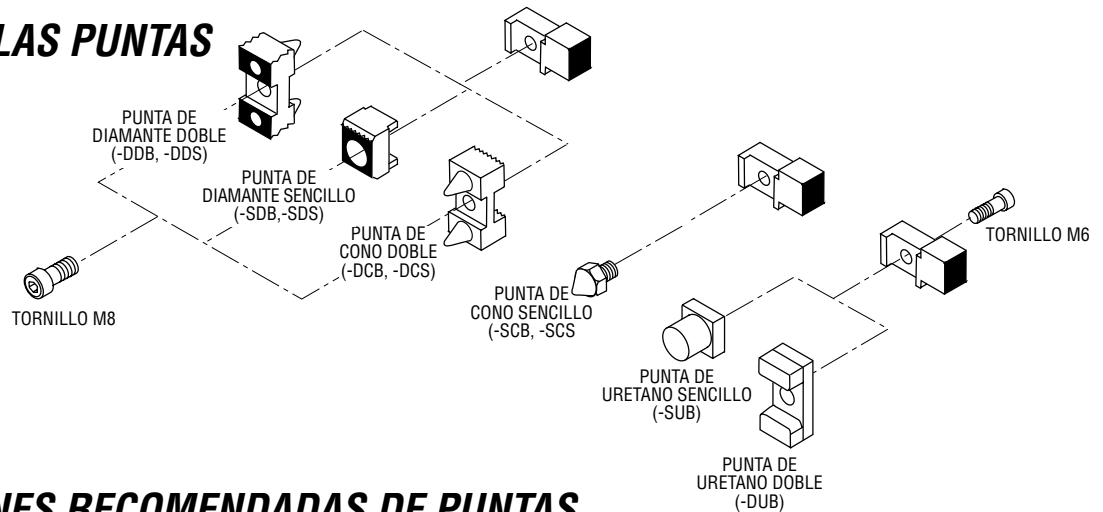 LAS PUNTAS
PUNTA DE
DIAMANTE DOBLE
(-DDB, -DDS)
PUNTA DE
DIAMANTE SENCILLO
(-SDB,-SDS)
PUNTA DE
CONO DOBLE
(-DCB, -DCS)
TORNILLO M8
PUNTA DE
CONO SENCILLO
(-SCB, -SCS
TORNILLO M6
PUNTA DE
URETANO SENCILLO
(-SUB)
PUNTA DE
URETANO DOBLE
(-DUB)
NES RECOMENDADAS DE PUNTAS